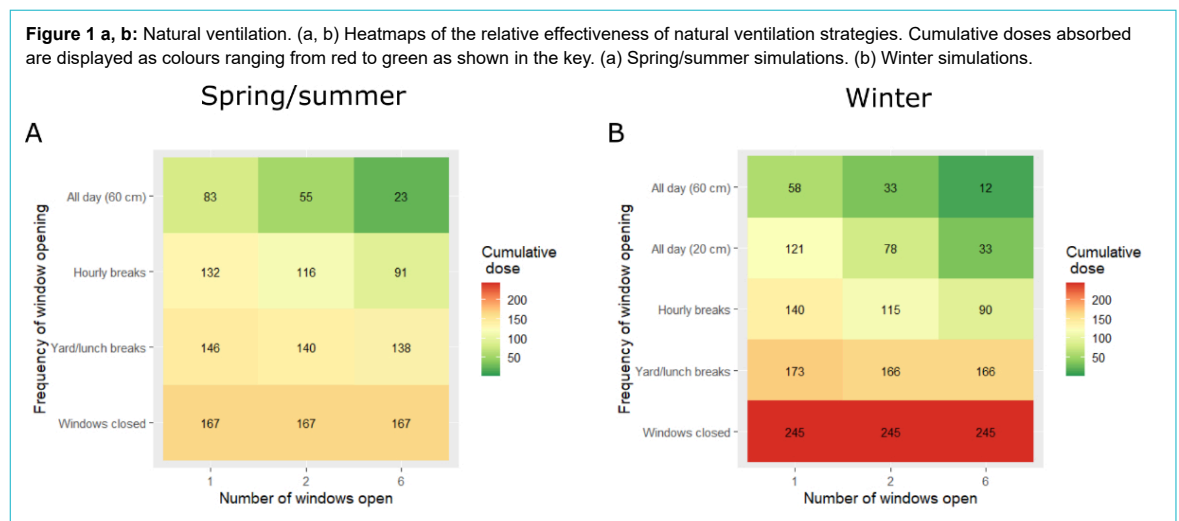 Figure 1 a, b: Natural ventilation. (a, b) Heatmaps of the relative effectiveness of natural ventilation strategies. Cumulative doses absorbed
are displayed as colours ranging from red to green as shown in the key. (a) Spring/summer simulations. (b) Winter simulations.
Spring/summer
A
Frequency of window opening
All day (60 cm) 83 55 23
Hourly breaks 132 116 91
Yard/lunch breaks 146 140 138
Windows closed 167 167 167
1 2 6
Number of windows open
Cumulative
dose
200
150
100
50
Winter
B
Frequency of window opening
All day (60 cm) 58 33 12
All day (20 cm) 121 78 33
Hourly breaks 140 115 90
Yard/lunch breaks 173 166 166
Windows closed 245 245 245
1 2 6
Number of windows open
Cumulative
dose
200
150
100
50